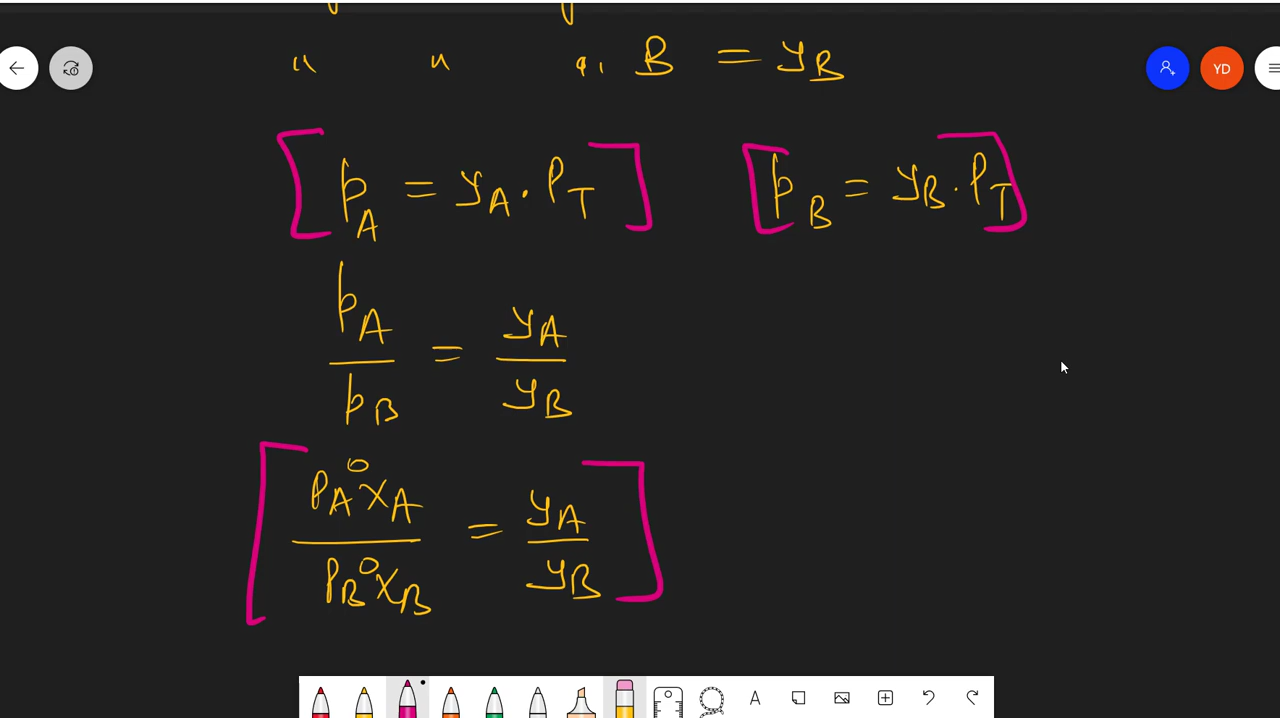 " " " B = yB
YD
[pA = yA . PT] [pB = yB . PT]
pA/pB = yA/yB
[PA°XA/PB°XB = yA/yB]
A